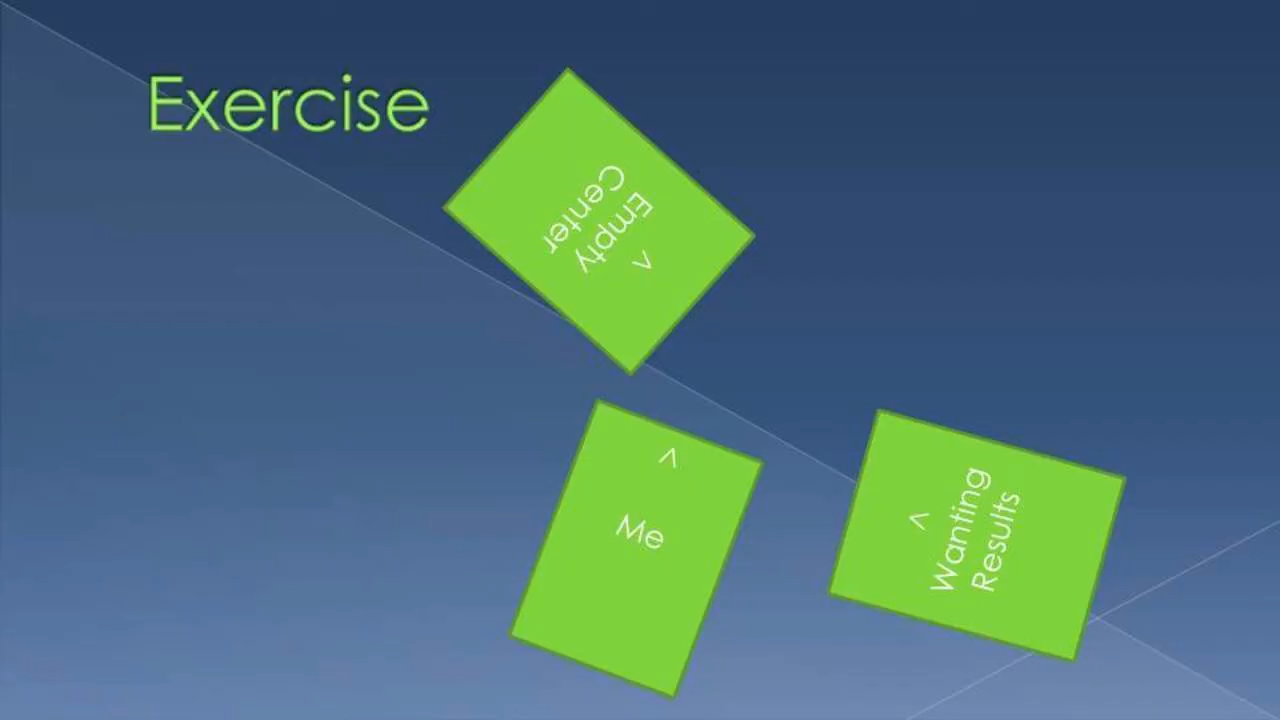 Exercise
^
Empty
Center
^
Me
^
Wanting
Results